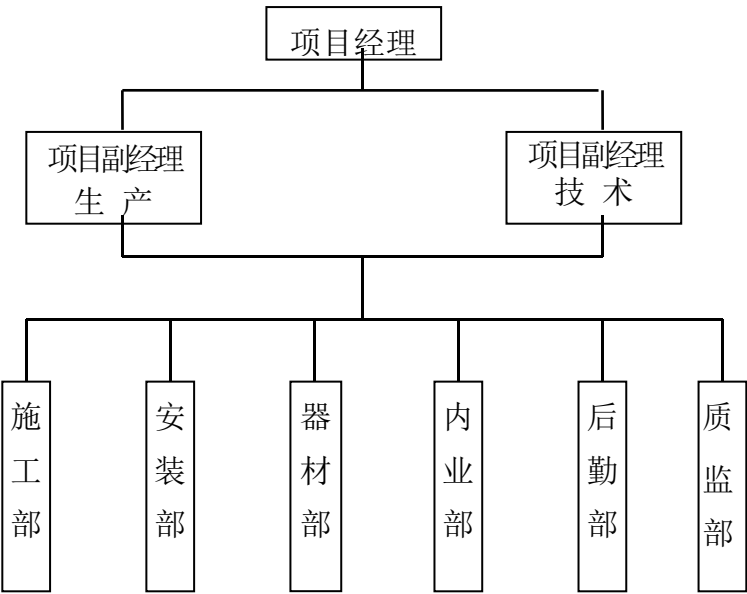 项目经理
项目副经理
生 产
项目副经理
技 术
施工部
安装部
器材部
内业部
后勤部
质监部